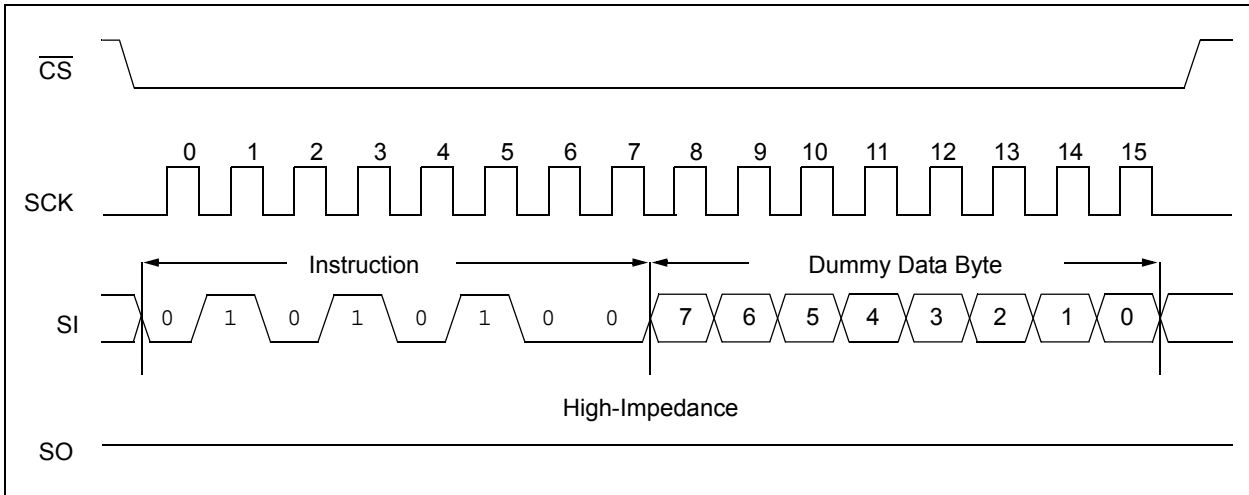 CS
0 1 2 3 4 5 6 7 8 9 10 11 12 13 14 15
SCK
Instruction Dummy Data Byte
SI 0 1 0 1 0 1 0 0 7 6 5 4 3 2 1 0
High-Impedance
SO